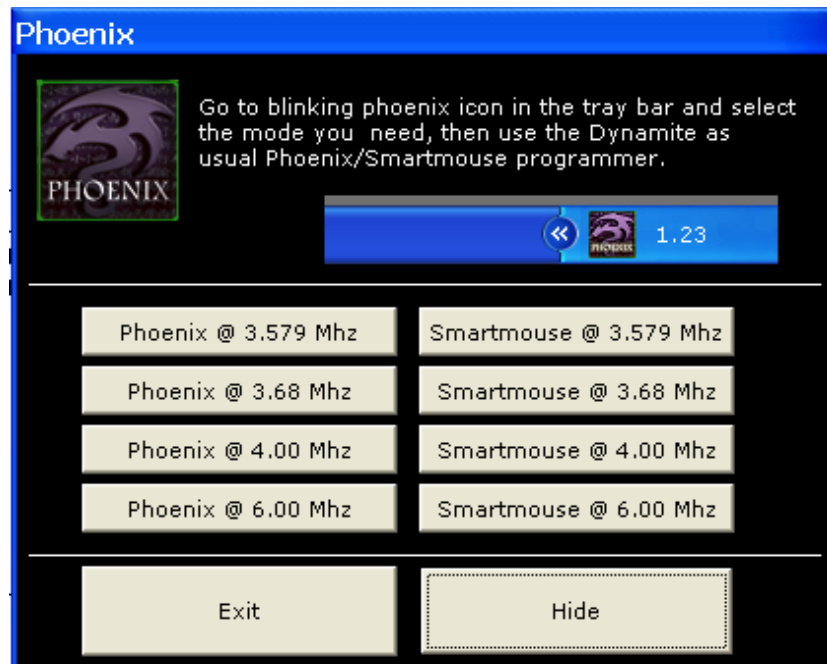 Phoenix
Go to blinking phoenix icon in the tray bar and select
the mode you need, then use the Dynamite as
usual Phoenix/Smartmouse programmer.
PHOENIX
PHOENIX 1.23
Phoenix @ 3.579 Mhz Smartmouse @ 3.579 Mhz
Phoenix @ 3.68 Mhz Smartmouse @ 3.68 Mhz
Phoenix @ 4.00 Mhz Smartmouse @ 4.00 Mhz
Phoenix @ 6.00 Mhz Smartmouse @ 6.00 Mhz
Exit Hide